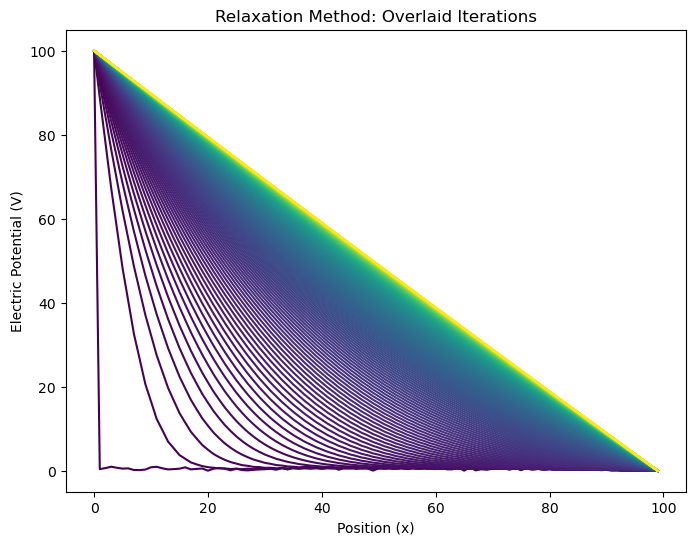 Relaxation Method: Overlaid Iterations
Electric Potential (V)
100
80
60
40
20
0
0 20 40 60 80 100
Position (x)